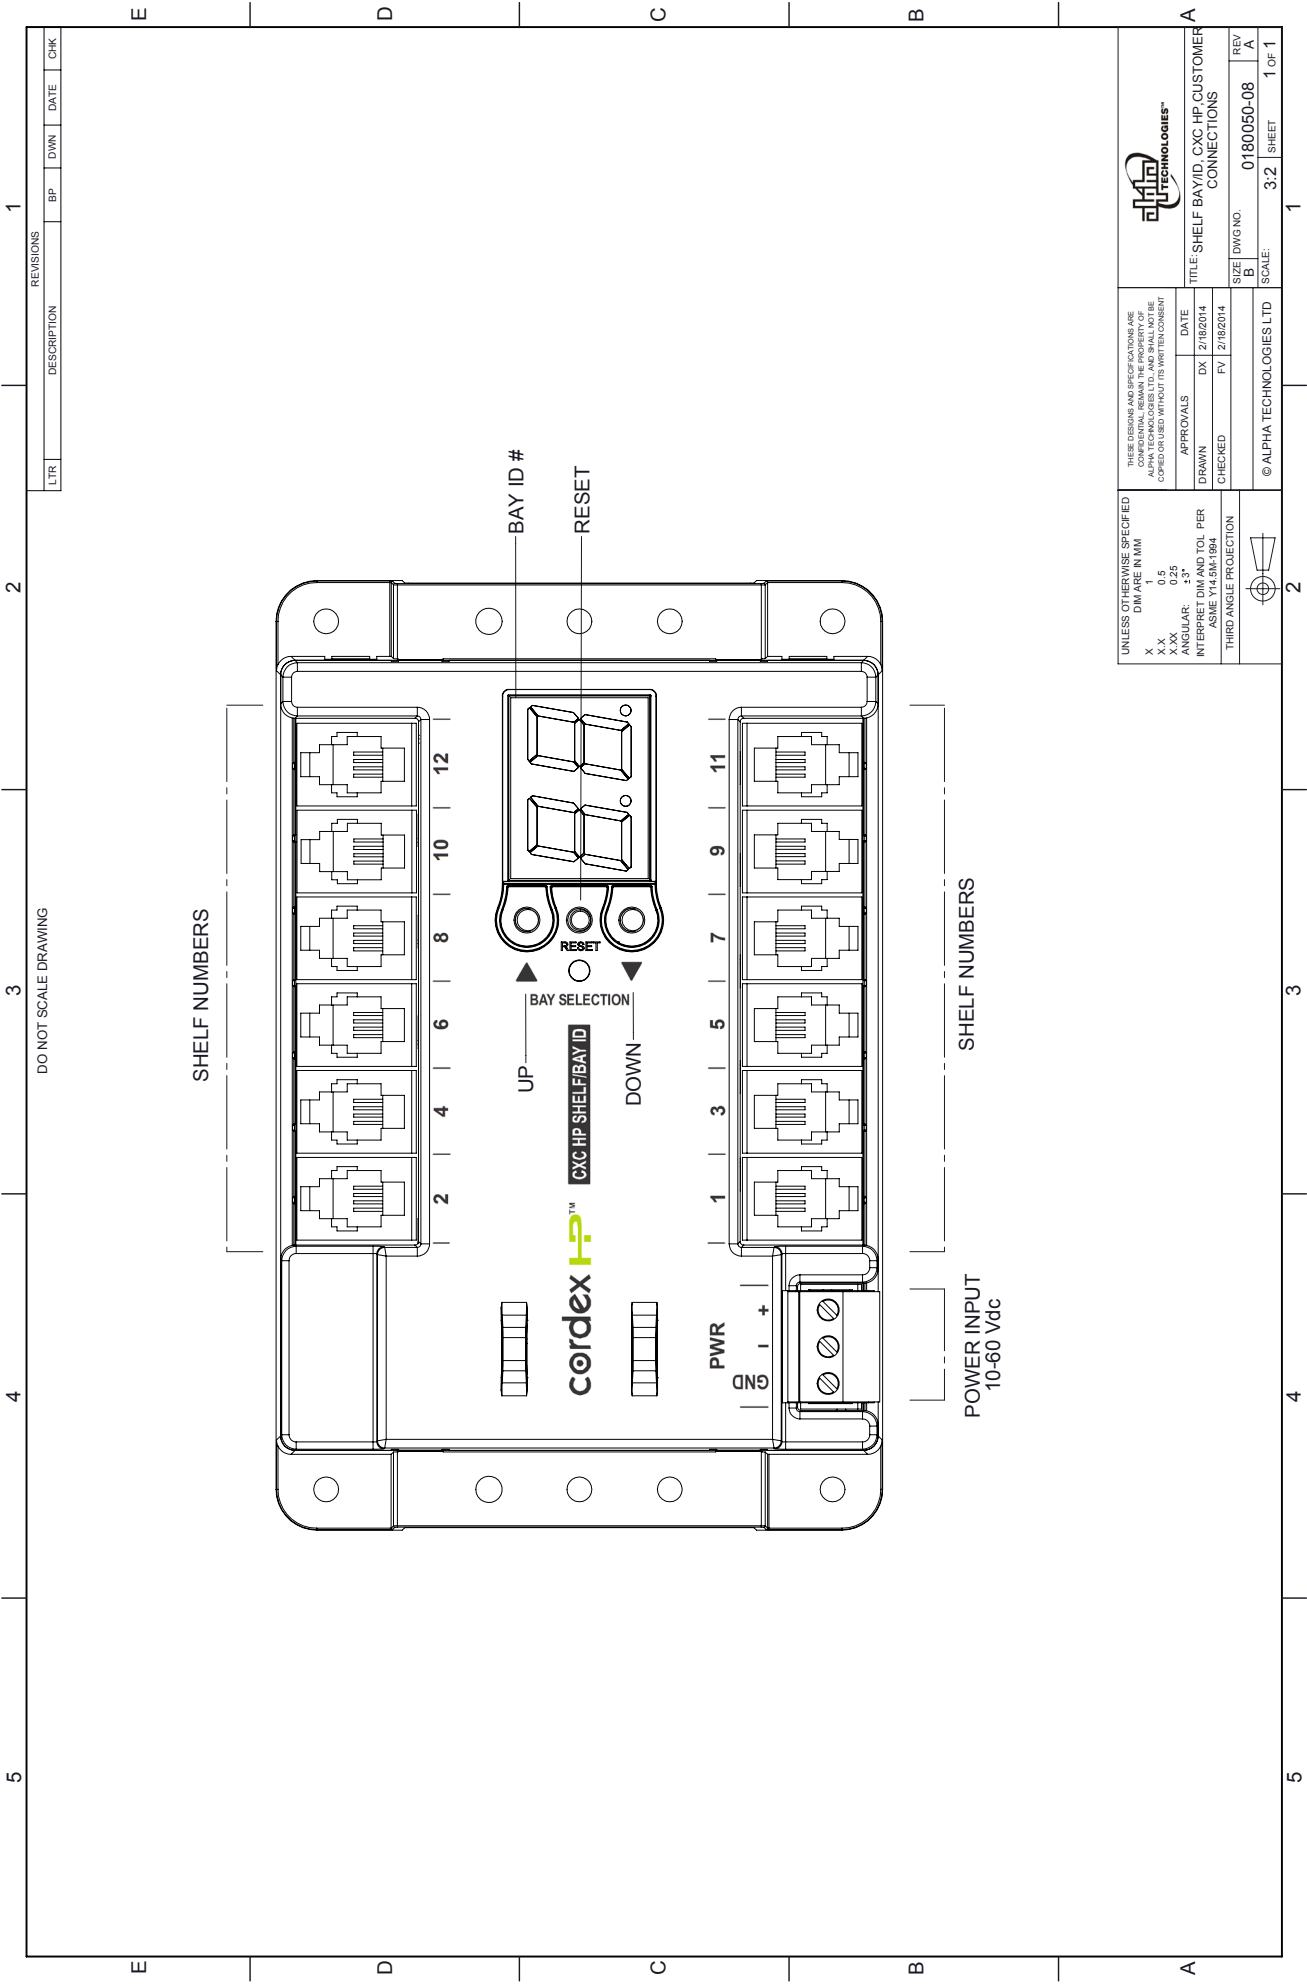 DO NOT SCALE DRAWING
REVISIONS
LTR DESCRIPTION BP DWN DATE CHK
5 4 3 2 1
E
D
C
B
A
E
D
C
B
A
SHELF NUMBERS
2 4 6 8 10 12
BAY ID #
RESET
UP
DOWN
BAY SELECTION
RESET
cordex HP™ CXC HP SHELF/BAY ID
PWR
GND – +
1 3 5 7 9 11
SHELF NUMBERS
POWER INPUT
10-60 Vdc
UNLESS OTHERWISE SPECIFIED
DIM ARE IN MM
X 1
X.X 0.5
X.XX 0.25
ANGULAR: ±3°
INTERPRET DIM AND TOL PER
ASME Y14.5M-1994
THIRD ANGLE PROJECTION
THESE DESIGNS AND SPECIFICATIONS ARE
CONFIDENTIAL, REMAIN THE PROPERTY OF
ALPHA TECHNOLOGIES LTD., AND SHALL NOT BE
COPIED OR USED WITHOUT ITS WRITTEN CONSENT
APPROVALS DATE
DRAWN DX 2/18/2014
CHECKED FV 2/18/2014
© ALPHA TECHNOLOGIES LTD
alpha
TECHNOLOGIES™
TITLE: SHELF BAY/ID, CXC HP,CUSTOMER
CONNECTIONS
SIZE B
DWG NO. 0180050-08
REV A
SCALE: 3:2
SHEET 1 OF 1
5 4 3 2 1